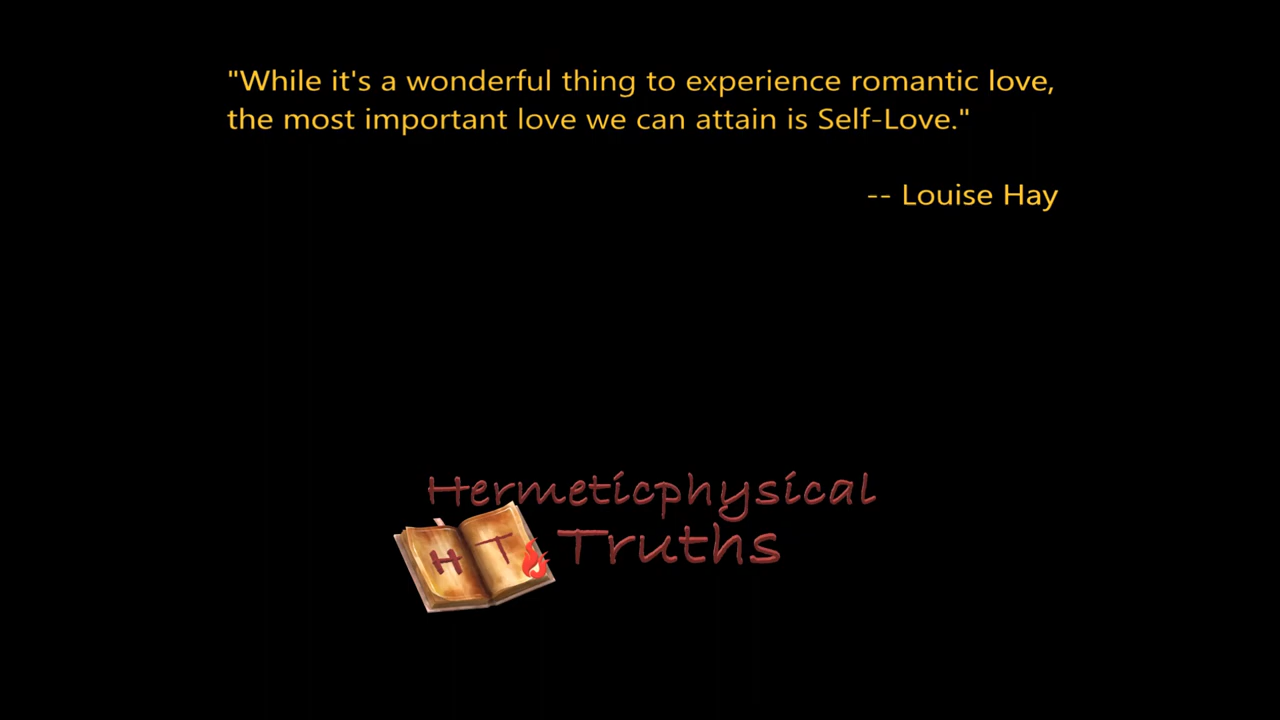 "While it's a wonderful thing to experience romantic love,
the most important love we can attain is Self-Love."
-- Louise Hay
Hermeticphysical
Truths
H T